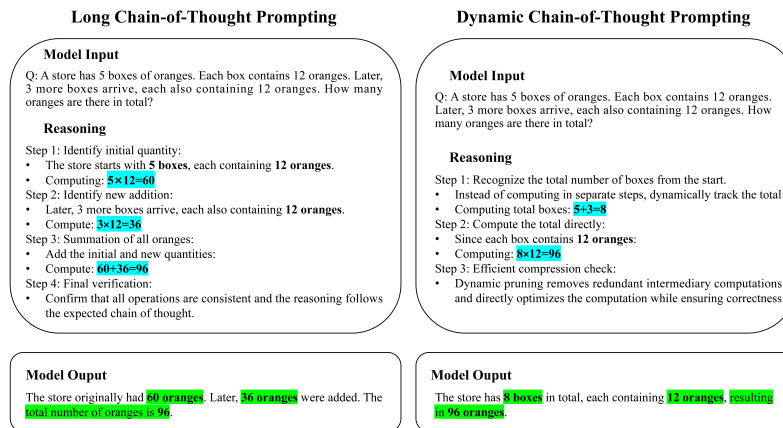 Long Chain-of-Thought Prompting
Model Input
Q: A store has 5 boxes of oranges. Each box contains 12 oranges. Later,
3 more boxes arrive, each also containing 12 oranges. How many
oranges are there in total?
Reasoning
Step 1: Identify initial quantity:
• The store starts with 5 boxes, each containing 12 oranges.
• Computing: 5×12=60
Step 2: Identify new addition:
• Later, 3 more boxes arrive, each also containing 12 oranges.
• Compute: 3×12=36
Step 3: Summation of all oranges:
• Add the initial and new quantities:
• Compute: 60+36=96
Step 4: Final verification:
• Confirm that all operations are consistent and the reasoning follows
the expected chain of thought.
Model Ouput
The store originally had 60 oranges. Later, 36 oranges were added. The
total number of oranges is 96.
Dynamic Chain-of-Thought Prompting
Model Input
Q: A store has 5 boxes of oranges. Each box contains 12 oranges.
Later, 3 more boxes arrive, each also containing 12 oranges. How
many oranges are there in total?
Reasoning
Step 1: Recognize the total number of boxes from the start.
• Instead of computing in separate steps, dynamically track the total:
• Computing total boxes: 5+3=8
Step 2: Compute the total directly:
• Since each box contains 12 oranges:
• Computing: 8×12=96
Step 3: Efficient compression check:
• Dynamic pruning removes redundant intermediary computations
and directly optimizes the computation while ensuring correctness
Model Ouput
The store has 8 boxes in total, each containing 12 oranges, resulting
in 96 oranges.